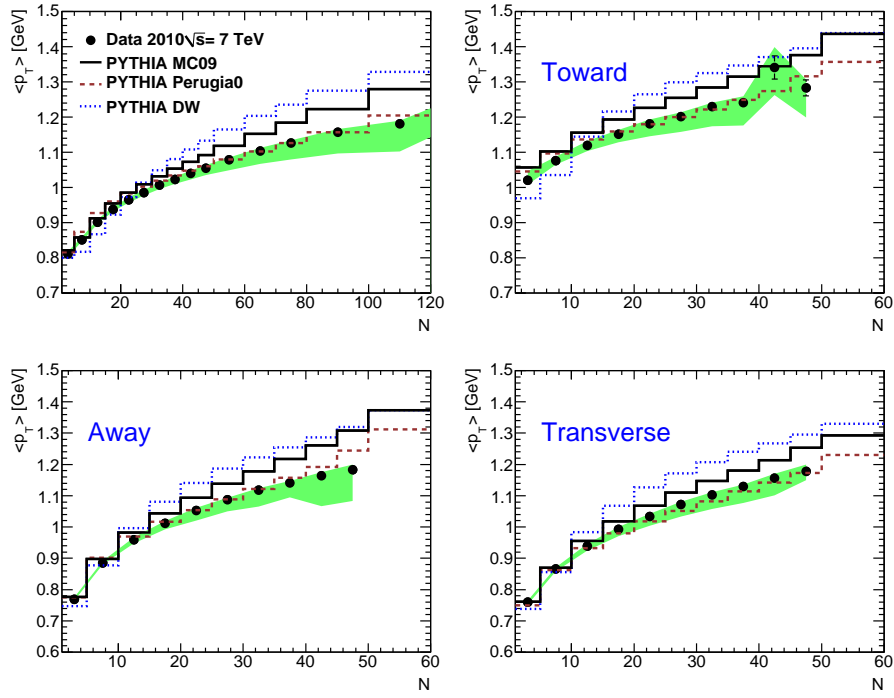 <p_T> [GeV]
1.5
1.4
1.3
1.2
1.1
1
0.9
0.8
0.7
Data 2010√s= 7 TeV
PYTHIA MC09
PYTHIA Perugia0
PYTHIA DW
20 40 60 80 100 120
N
<p_T> [GeV]
1.5
1.4
1.3
1.2
1.1
1
0.9
0.8
0.7
Toward
10 20 30 40 50 60
N
<p_T> [GeV]
1.5
1.4
1.3
1.2
1.1
1
0.9
0.8
0.7
0.6
Away
10 20 30 40 50 60
N
<p_T> [GeV]
1.5
1.4
1.3
1.2
1.1
1
0.9
0.8
0.7
0.6
Transverse
10 20 30 40 50 60
N